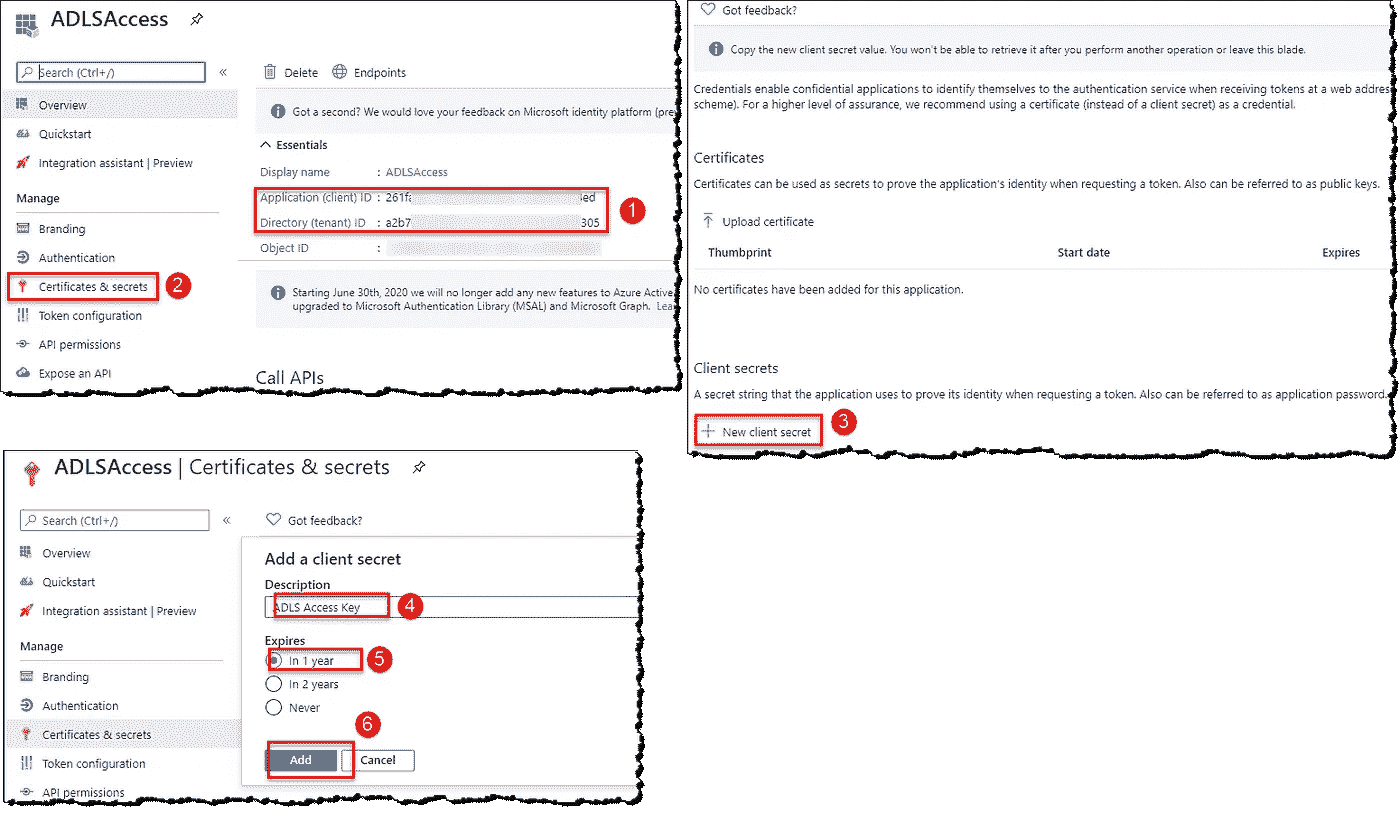 ADLSAccess
Search (Ctrl+/)
«
Overview
Quickstart
Integration assistant | Preview
Manage
Branding
Authentication
Certificates & secrets
2
Token configuration
API permissions
Expose an API
Delete
Endpoints
Got a second? We would love your feedback on Microsoft identity platform (pre
Essentials
Display name : ADLSAccess
Application (client) ID : 261fa
Directory (tenant) ID : a2b7 305
1
Object ID :
Starting June 30th, 2020 we will no longer add any new features to Azure Active
upgraded to Microsoft Authentication Library (MSAL) and Microsoft Graph. Lea
Call APIs
Got feedback?
Copy the new client secret value. You won't be able to retrieve it after you perform another operation or leave this blade.
Credentials enable confidential applications to identify themselves to the authentication service when receiving tokens at a web addres
scheme). For a higher level of assurance, we recommend using a certificate (instead of a client secret) as a credential.
Certificates
Certificates can be used as secrets to prove the application's identity when requesting a token. Also can be referred to as public keys.
Upload certificate
Thumbprint Start date Expires
No certificates have been added for this application.
Client secrets
A secret string that the application uses to prove its identity when requesting a token. Also can be referred to as application password.
New client secret
3
ADLSAccess | Certificates & secrets
Search (Ctrl+/)
«
Overview
Quickstart
Integration assistant | Preview
Manage
Branding
Authentication
Certificates & secrets
Token configuration
API permissions
Got feedback?
Add a client secret
Description
ADLS Access Key
4
Expires
In 1 year
5
In 2 years
Never
6
Add Cancel